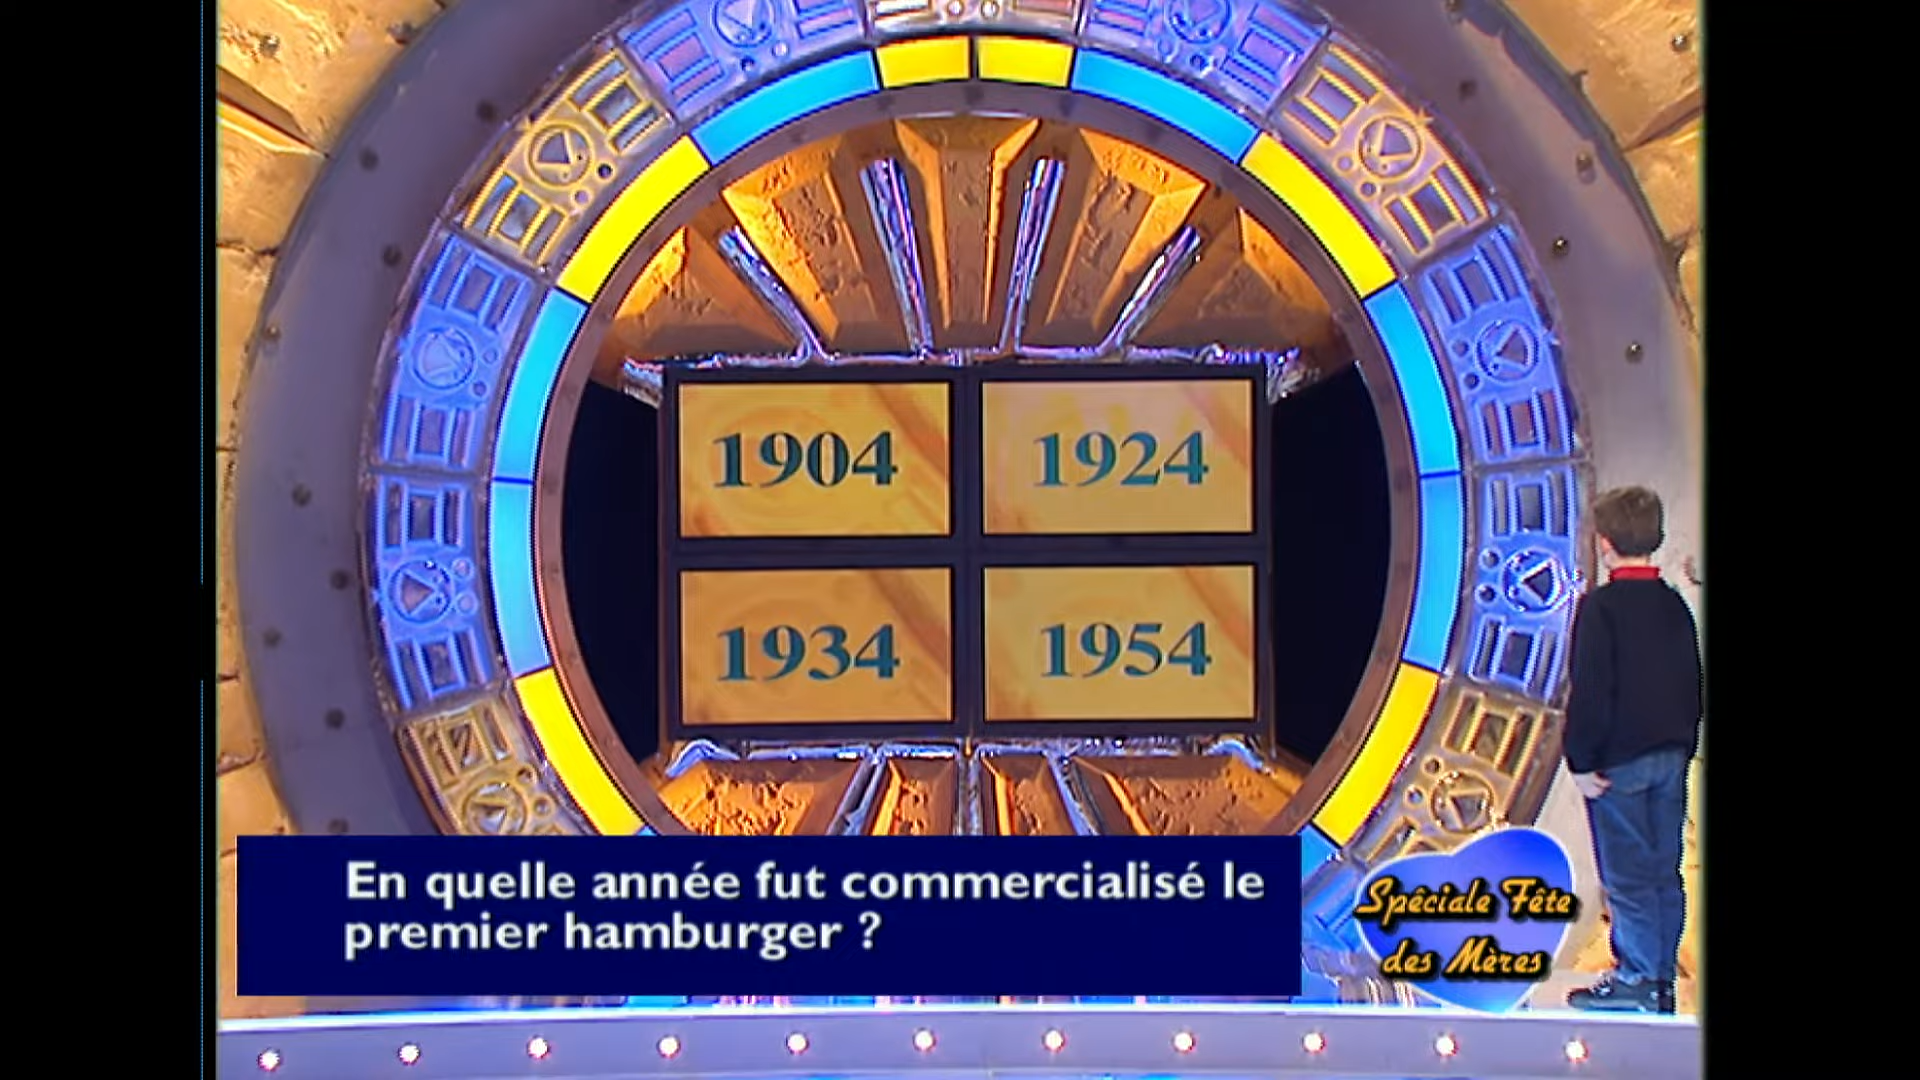 1904
1924
1934
1954
En quelle année fut commercialisé le
premier hamburger ?
Spéciale Fête
des Mères